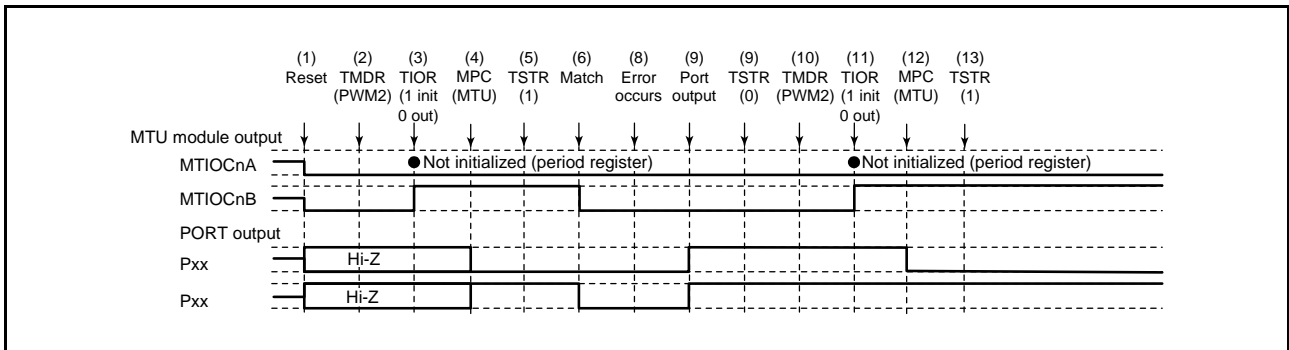 (1) (2) (3) (4) (5) (6) (8) (9) (9) (10) (11) (12) (13)
Reset TMDR TIOR MPC TSTR Match Error Port TSTR TMDR TIOR MPC TSTR
(PWM2) (1 init (MTU) (1) occurs output (0) (PWM2) (1 init (MTU) (1)
0 out) 0 out)
MTU module output
MTIOCnA Not initialized (period register) Not initialized (period register)
MTIOCnB
PORT output
Pxx Hi-Z
Pxx Hi-Z